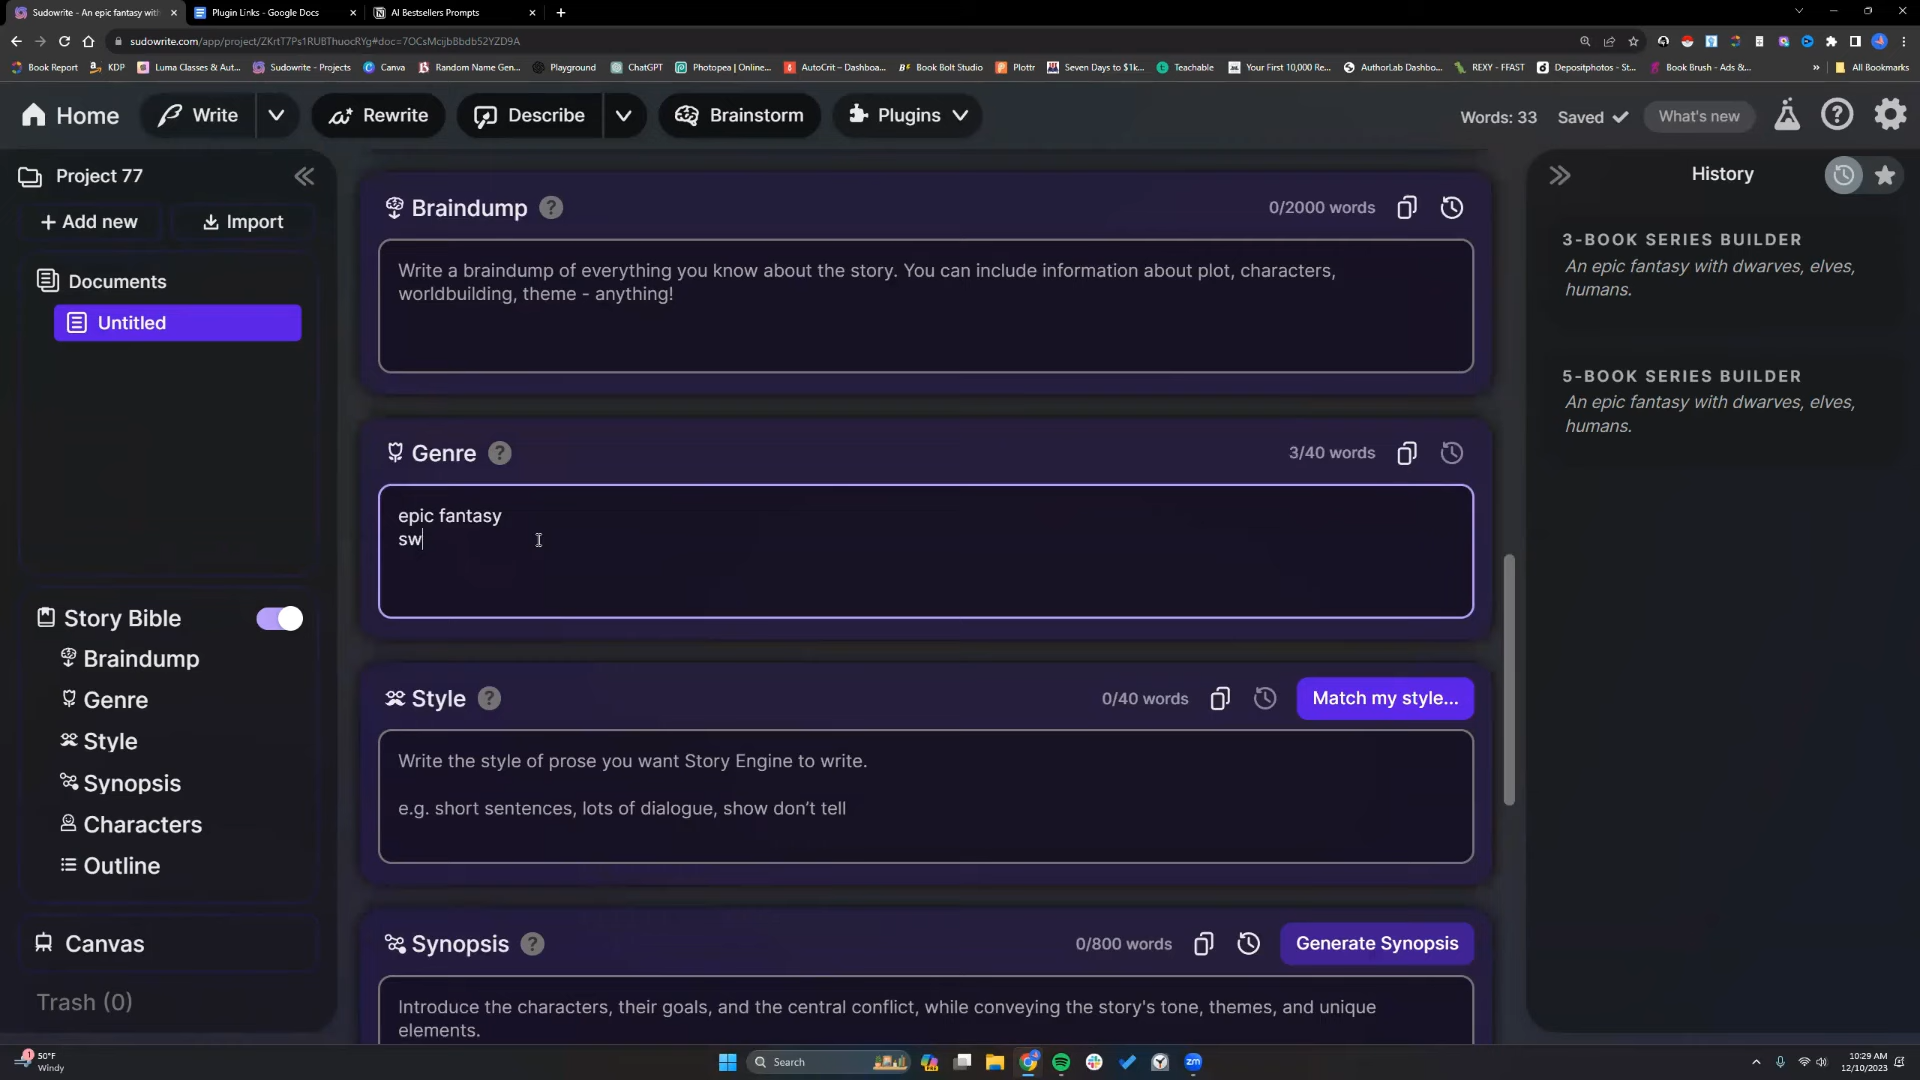 Sudowrite - An epic fantasy with
Plugin Links - Google Docs
AI Bestsellers Prompts
sudowrite.com/app/project/ZKrtT7Ps1RUBThuocRYg#doc=7OCsMcijbBbdb52YZD9A
Book Report
KDP
Luma Classes & Aut...
Sudowrite - Projects
Canva
Random Name Gen...
Playground
ChatGPT
Photopea | Online...
AutoCrit – Dashboa...
Book Bolt Studio
Plottr
Seven Days to $1k...
Teachable
Your First 10,000 Re...
AuthorLab Dashbo...
REXY - FFAST
Depositphotos - St...
Book Brush - Ads &...
»
All Bookmarks
Home
Write
Rewrite
Describe
Brainstorm
Plugins
Words: 33
Saved
What's new
Project 77
+ Add new
Import
Documents
Untitled
Story Bible
Braindump
Genre
Style
Synopsis
Characters
Outline
Canvas
Trash (0)
Braindump
0/2000 words
Write a braindump of everything you know about the story. You can include information about plot, characters,
worldbuilding, theme - anything!
Genre
3/40 words
epic fantasy
sw
Style
0/40 words
Match my style...
Write the style of prose you want Story Engine to write.
e.g. short sentences, lots of dialogue, show don't tell
Synopsis
0/800 words
Generate Synopsis
Introduce the characters, their goals, and the central conflict, while conveying the story's tone, themes, and unique
elements.
History
3-BOOK SERIES BUILDER
An epic fantasy with dwarves, elves,
humans.
5-BOOK SERIES BUILDER
An epic fantasy with dwarves, elves,
humans.
50°F
Windy
Search
10:29 AM
12/10/2023